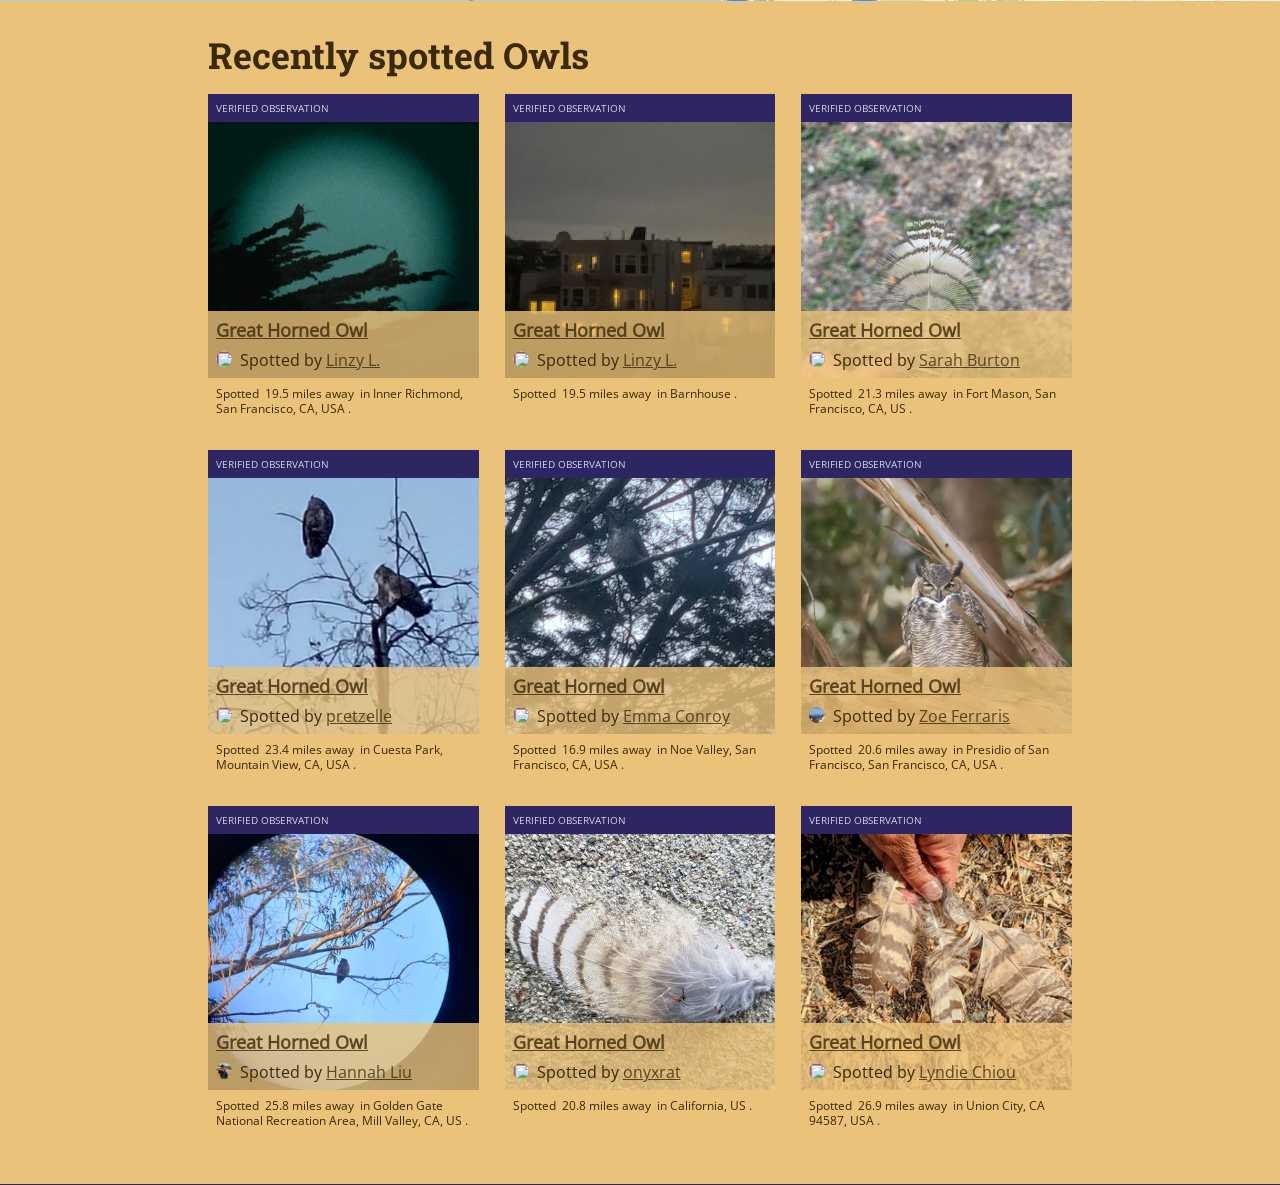 Recently spotted Owls
VERIFIED OBSERVATION
Great Horned Owl
Spotted by Linzy L.
Spotted 19.5 miles away in Inner Richmond,
San Francisco, CA, USA .
VERIFIED OBSERVATION
Great Horned Owl
Spotted by Linzy L.
Spotted 19.5 miles away in Barnhouse .
VERIFIED OBSERVATION
Great Horned Owl
Spotted by Sarah Burton
Spotted 21.3 miles away in Fort Mason, San
Francisco, CA, US .
VERIFIED OBSERVATION
Great Horned Owl
Spotted by pretzelle
Spotted 23.4 miles away in Cuesta Park,
Mountain View, CA, USA .
VERIFIED OBSERVATION
Great Horned Owl
Spotted by Emma Conroy
Spotted 16.9 miles away in Noe Valley, San
Francisco, CA, USA .
VERIFIED OBSERVATION
Great Horned Owl
Spotted by Zoe Ferraris
Spotted 20.6 miles away in Presidio of San
Francisco, San Francisco, CA, USA .
VERIFIED OBSERVATION
Great Horned Owl
Spotted by Hannah Liu
Spotted 25.8 miles away in Golden Gate
National Recreation Area, Mill Valley, CA, US .
VERIFIED OBSERVATION
Great Horned Owl
Spotted by onyxrat
Spotted 20.8 miles away in California, US .
VERIFIED OBSERVATION
Great Horned Owl
Spotted by Lyndie Chiou
Spotted 26.9 miles away in Union City, CA
94587, USA .